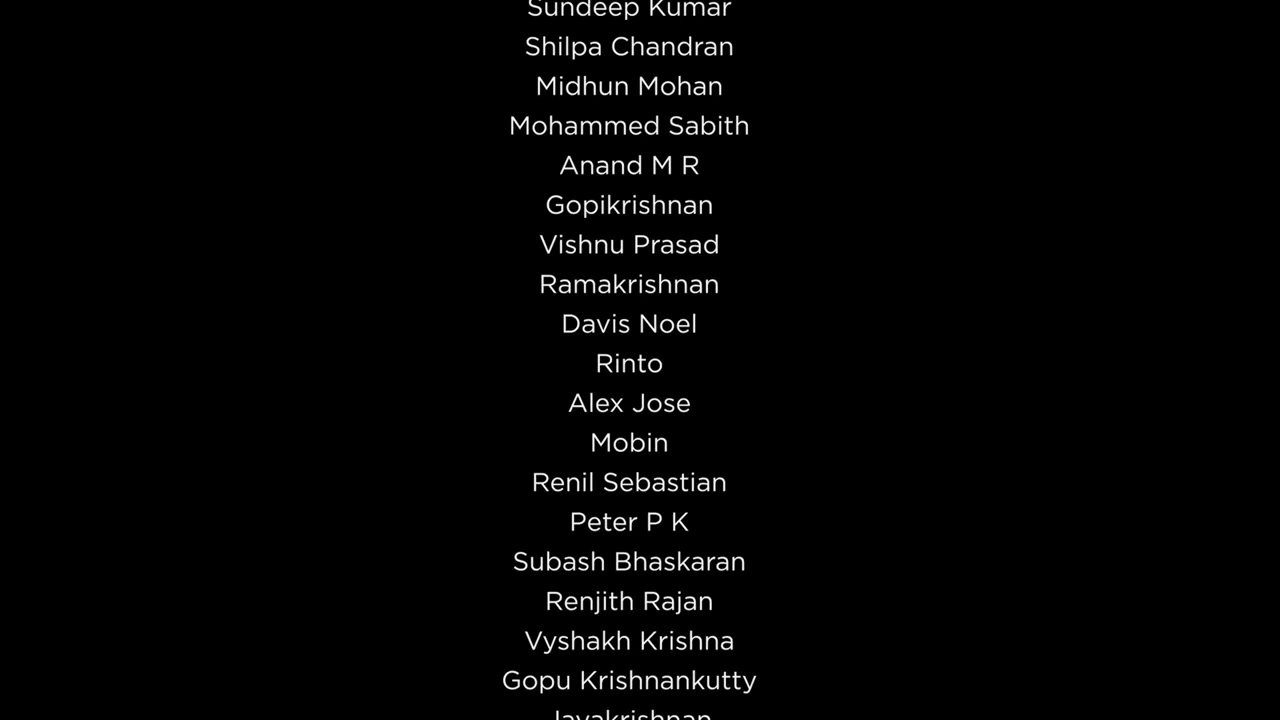 Sundeep Kumar
Shilpa Chandran
Midhun Mohan
Mohammed Sabith
Anand M R
Gopikrishnan
Vishnu Prasad
Ramakrishnan
Davis Noel
Rinto
Alex Jose
Mobin
Renil Sebastian
Peter P K
Subash Bhaskaran
Renjith Rajan
Vyshakh Krishna
Gopu Krishnankutty
Jayakrishnan